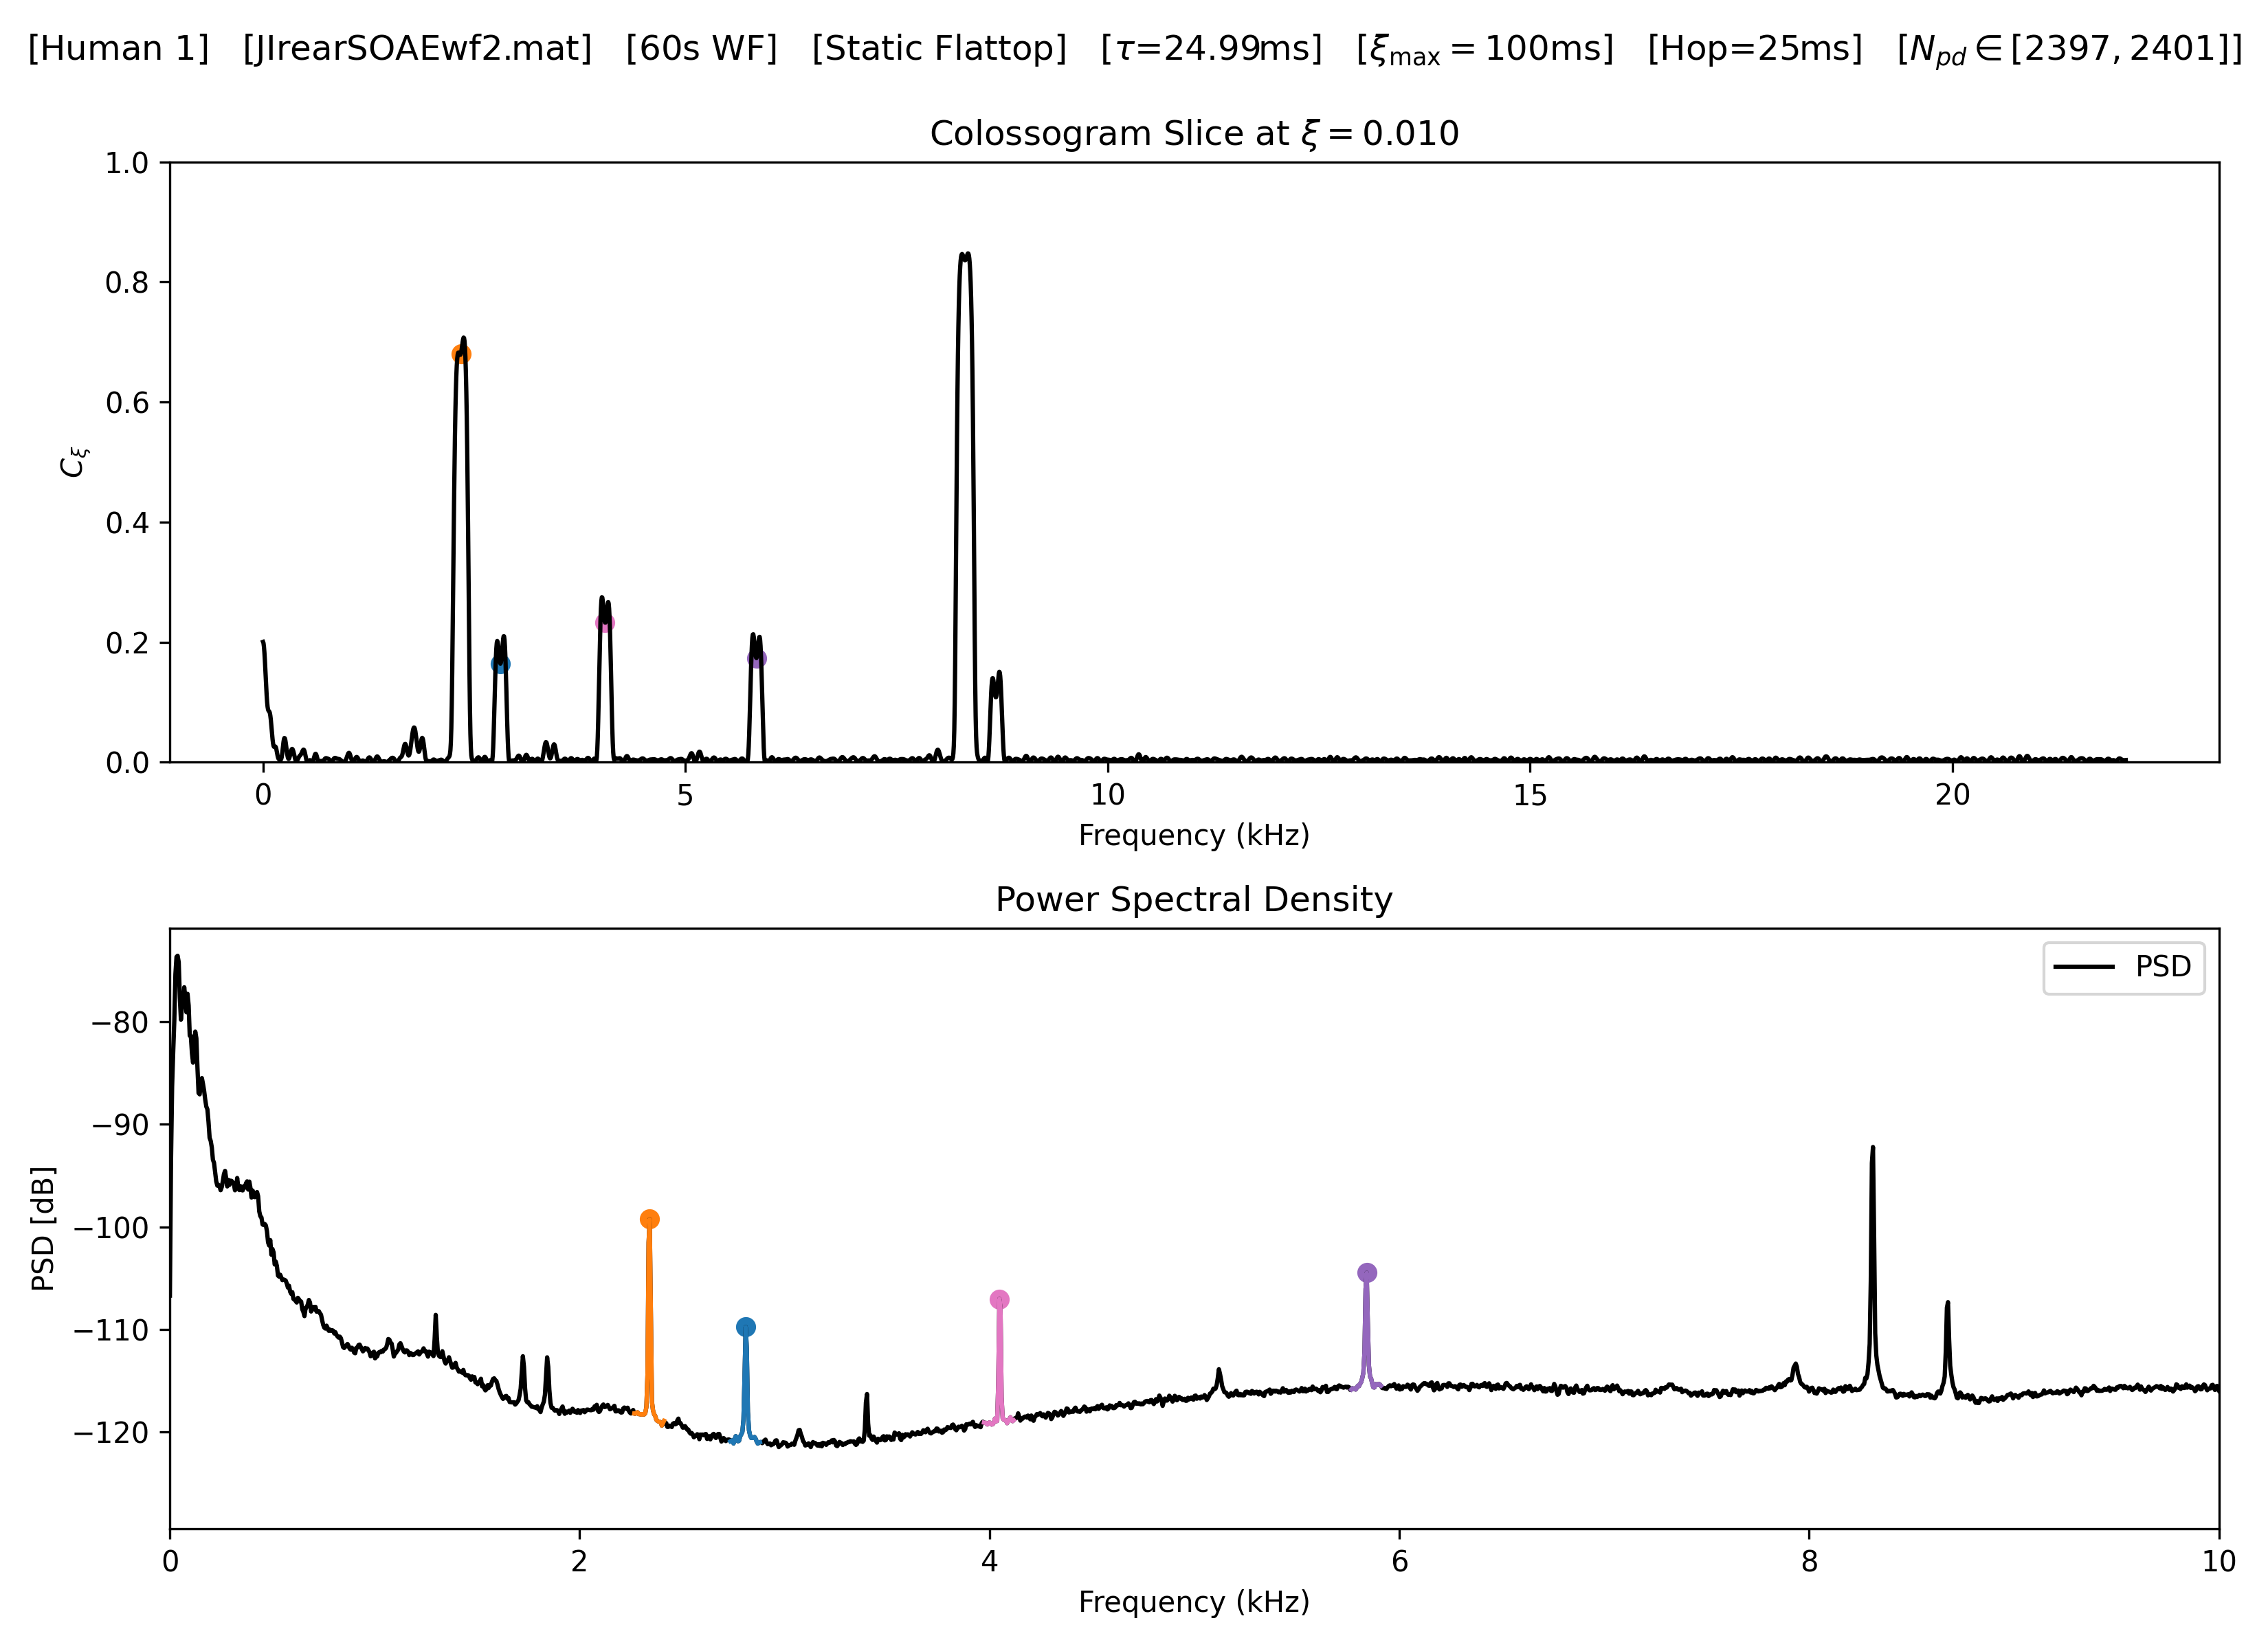 [Human 1] [JIrearSOAEwf2.mat] [60s WF] [Static Flattop] [τ=24.99ms] [ξmax = 100ms] [Hop=25ms] [Npd ∈ [2397, 2401]]
Colossogram Slice at ξ = 0.010
1.0
0.8
0.6
0.4
0.2
0.0
Cξ
0 5 10 15 20
Frequency (kHz)
Power Spectral Density
PSD
−80
−90
−100
−110
−120
PSD [dB]
0 2 4 6 8 10
Frequency (kHz)